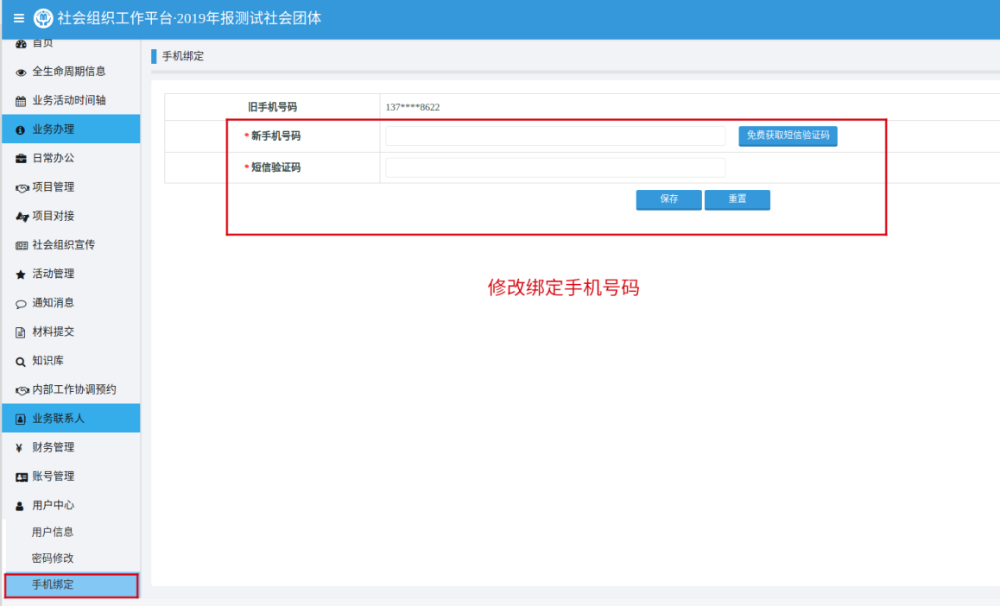 社会组织工作平台·2019年报测试社会团体
首页
全生命周期信息
业务活动时间轴
业务办理
日常办公
项目管理
项目对接
社会组织宣传
活动管理
通知消息
材料提交
知识库
内部工作协调预约
业务联系人
¥ 财务管理
账号管理
用户中心
用户信息
密码修改
手机绑定
手机绑定
旧手机号码 137****8622
* 新手机号码 免费获取短信验证码
* 短信验证码
保存 重置
修改绑定手机号码